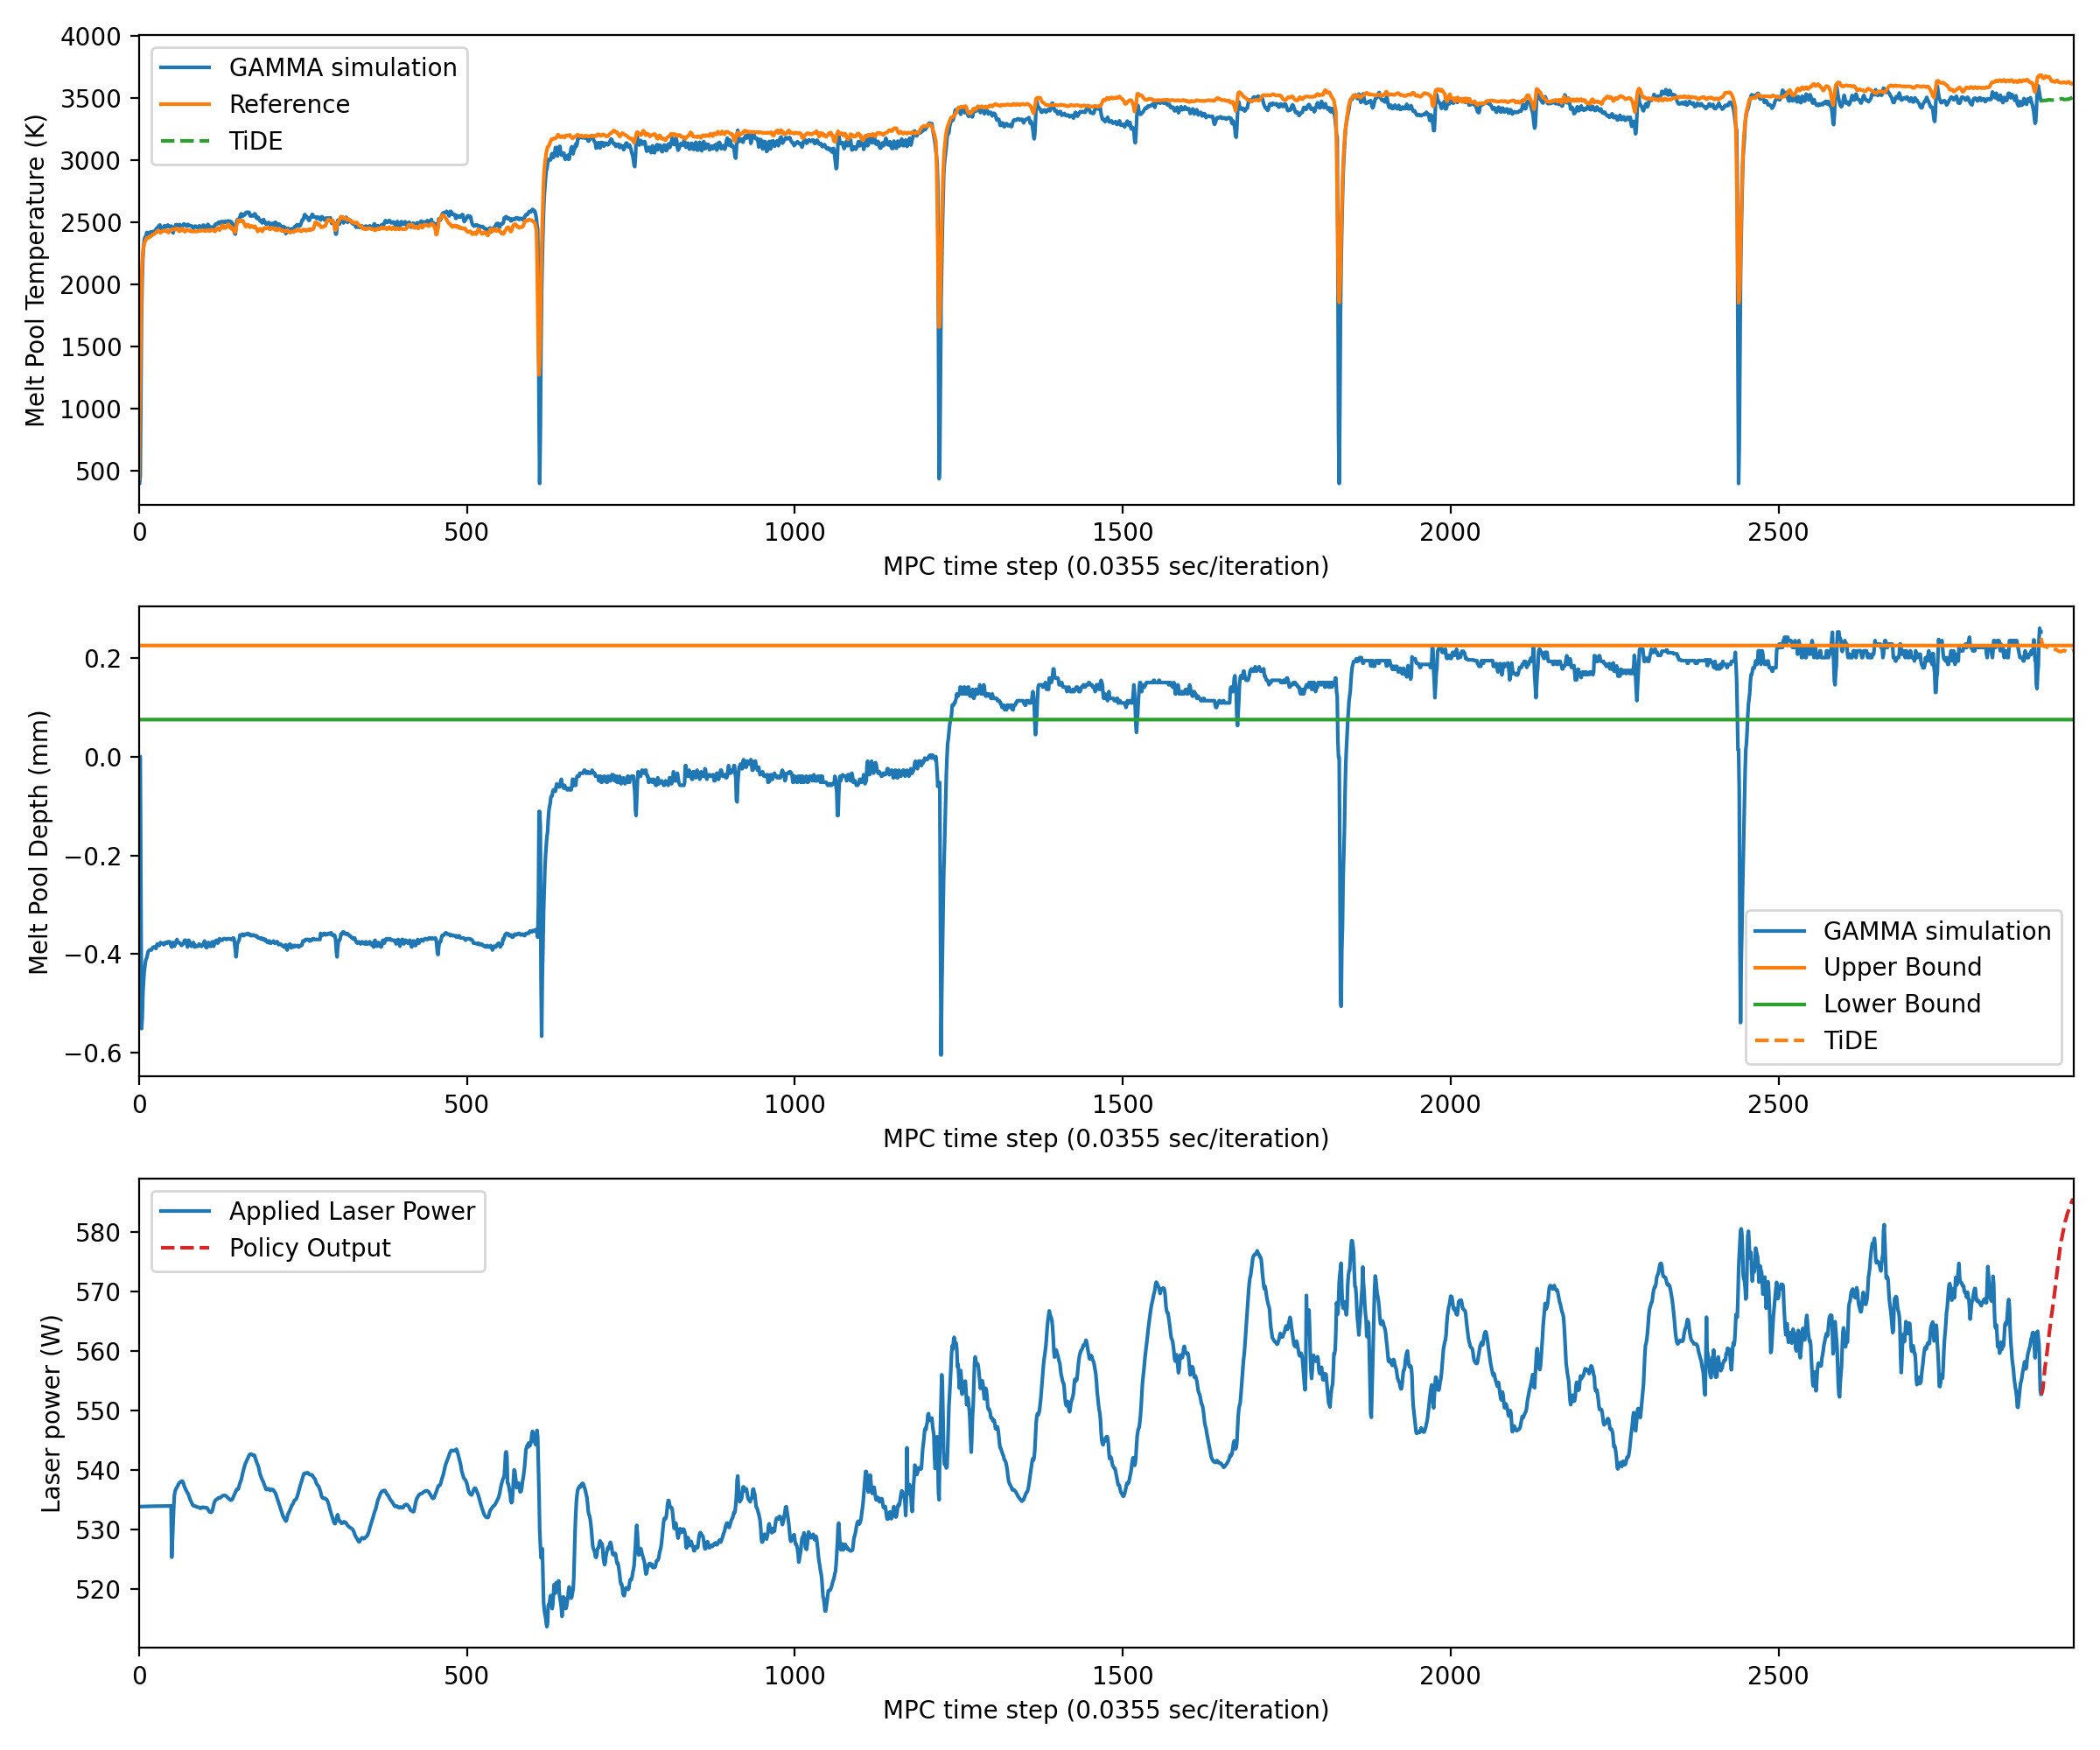 4000
3500
3000
2500
2000
1500
1000
500
Melt Pool Temperature (K)
GAMMA simulation
Reference
TiDE
0 500 1000 1500 2000 2500
MPC time step (0.0355 sec/iteration)
0.2
0.0
−0.2
−0.4
−0.6
Melt Pool Depth (mm)
GAMMA simulation
Upper Bound
Lower Bound
TiDE
0 500 1000 1500 2000 2500
MPC time step (0.0355 sec/iteration)
580
570
560
550
540
530
520
Laser power (W)
Applied Laser Power
Policy Output
0 500 1000 1500 2000 2500
MPC time step (0.0355 sec/iteration)